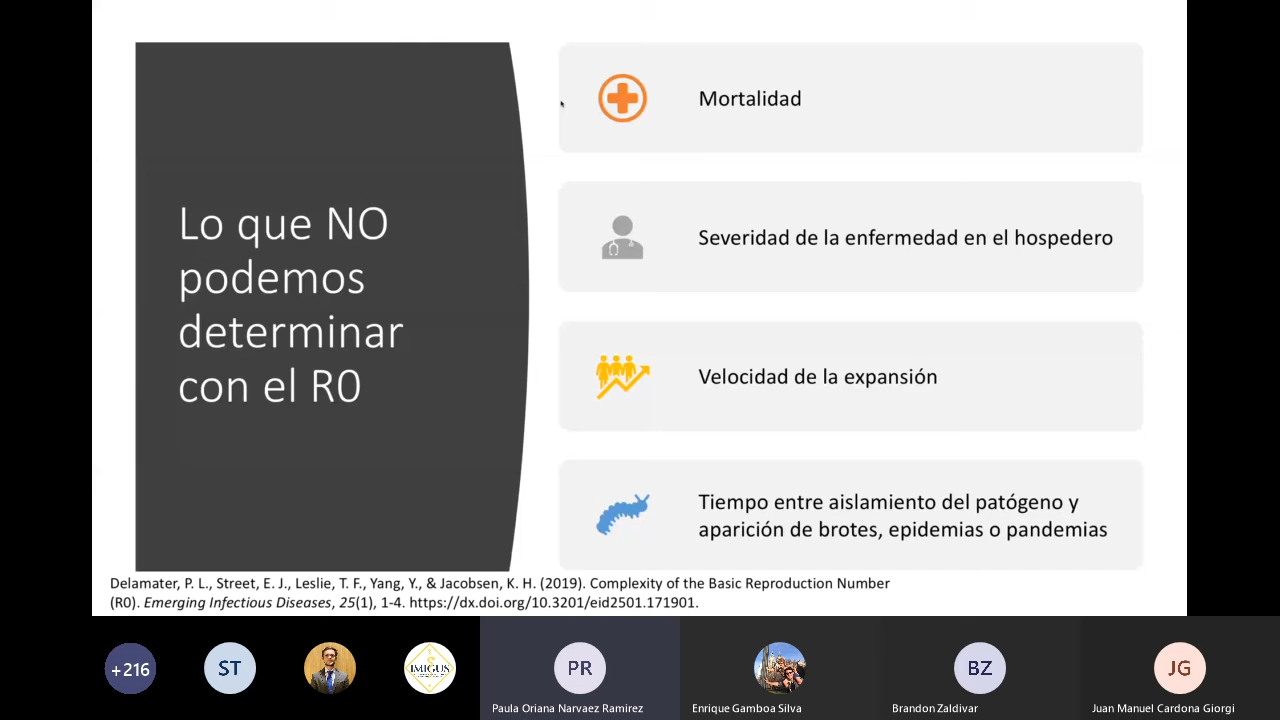 Lo que NO
podemos
determinar
con el R0
Mortalidad
Severidad de la enfermedad en el hospedero
Velocidad de la expansión
Tiempo entre aislamiento del patógeno y
aparición de brotes, epidemias o pandemias
Delamater, P. L., Street, E. J., Leslie, T. F., Yang, Y., & Jacobsen, K. H. (2019). Complexity of the Basic Reproduction Number
(R0). Emerging Infectious Diseases, 25(1), 1-4. https://dx.doi.org/10.3201/eid2501.171901.
+216
ST
IMIGUS
PR
BZ
JG
Paula Oriana Narvaez Ramirez
Enrique Gamboa Silva
Brandon Zaldivar
Juan Manuel Cardona Giorgi